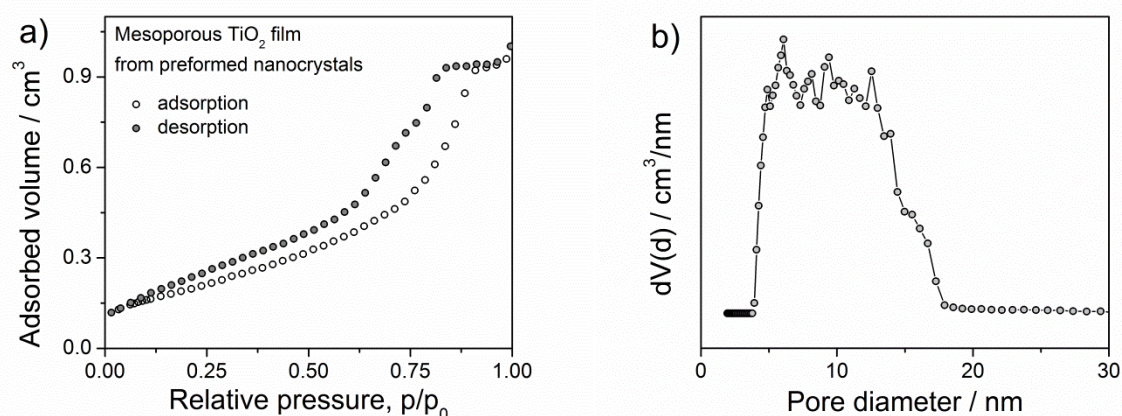 a)
Mesoporous TiO₂ film
from preformed nanocrystals
adsorption
desorption
Adsorbed volume / cm³
0.9
0.6
0.3
0.0
0.00 0.25 0.50 0.75 1.00
Relative pressure, p/p₀
b)
dV(d) / cm³/nm
0 5 10 15 20 30
Pore diameter / nm